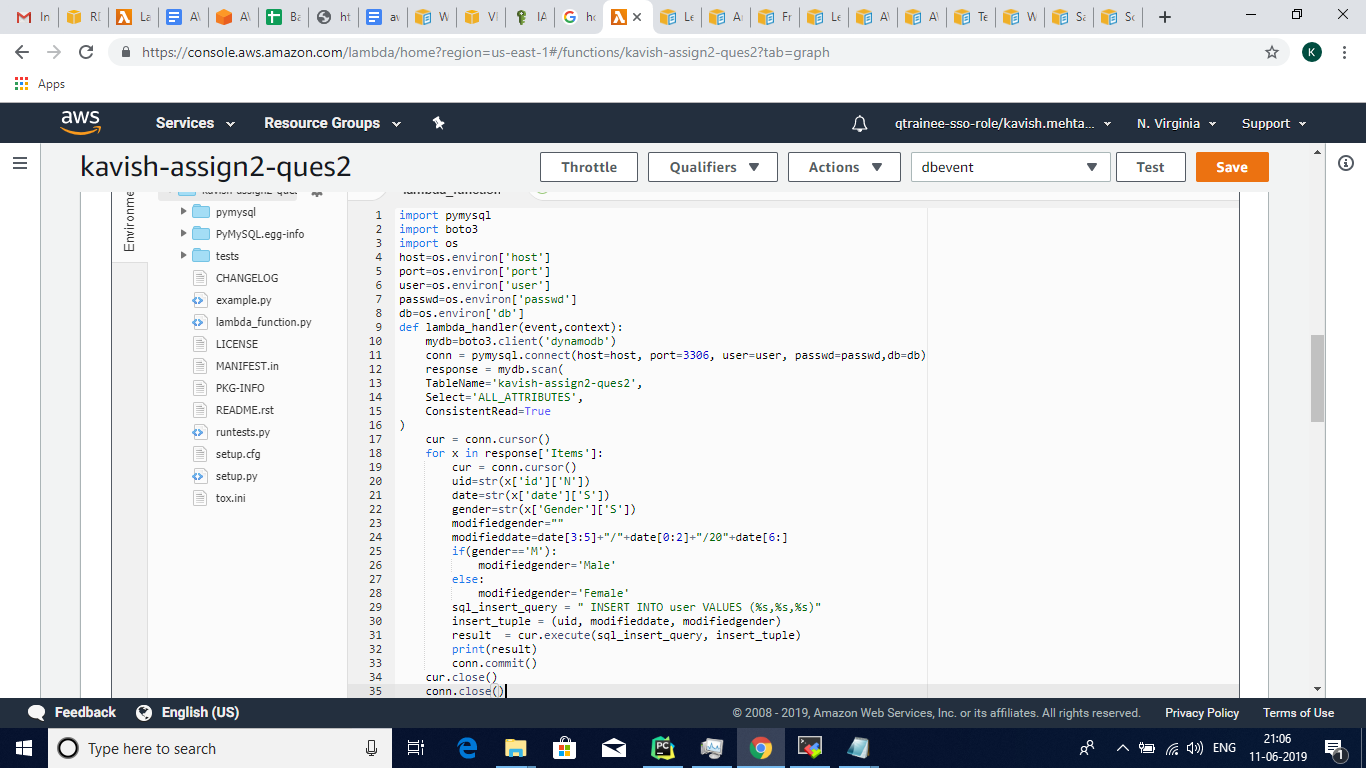 In
RI
La
AV
AV
Ba
ht
av
W
VI
IA
ho
Le
Ar
Fr
Le
AV
AV
Te
W
Sa
Sc
https://console.aws.amazon.com/lambda/home?region=us-east-1#/functions/kavish-assign2-ques2?tab=graph
K
Apps
aws
Services
Resource Groups
qtrainee-sso-role/kavish.mehta...
N. Virginia
Support
kavish-assign2-ques2
Throttle
Qualifiers
Actions
dbevent
Test
Save
Environme
kavish-assign2-ques
lambda_function
pymysql
PyMySQL.egg-info
tests
CHANGELOG
example.py
lambda_function.py
LICENSE
MANIFEST.in
PKG-INFO
README.rst
runtests.py
setup.cfg
setup.py
tox.ini
1 import pymysql
2 import boto3
3 import os
4 host=os.environ['host']
5 port=os.environ['port']
6 user=os.environ['user']
7 passwd=os.environ['passwd']
8 db=os.environ['db']
9 def lambda_handler(event,context):
10 mydb=boto3.client('dynamodb')
11 conn = pymysql.connect(host=host, port=3306, user=user, passwd=passwd,db=db)
12 response = mydb.scan(
13 TableName='kavish-assign2-ques2',
14 Select='ALL_ATTRIBUTES',
15 ConsistentRead=True
16 )
17 cur = conn.cursor()
18 for x in response['Items']:
19 cur = conn.cursor()
20 uid=str(x['id']['N'])
21 date=str(x['date']['S'])
22 gender=str(x['Gender']['S'])
23 modifiedgender=""
24 modifieddate=date[3:5]+"/"+date[0:2]+"/20"+date[6:]
25 if(gender=='M'):
26 modifiedgender='Male'
27 else:
28 modifiedgender='Female'
29 sql_insert_query = " INSERT INTO user VALUES (%s,%s,%s)"
30 insert_tuple = (uid, modifieddate, modifiedgender)
31 result  = cur.execute(sql_insert_query, insert_tuple)
32 print(result)
33 conn.commit()
34 cur.close()
35 conn.close()
Feedback
English (US)
© 2008 - 2019, Amazon Web Services, Inc. or its affiliates. All rights reserved.
Privacy Policy
Terms of Use
Type here to search
ENG
21:06
11-06-2019
1